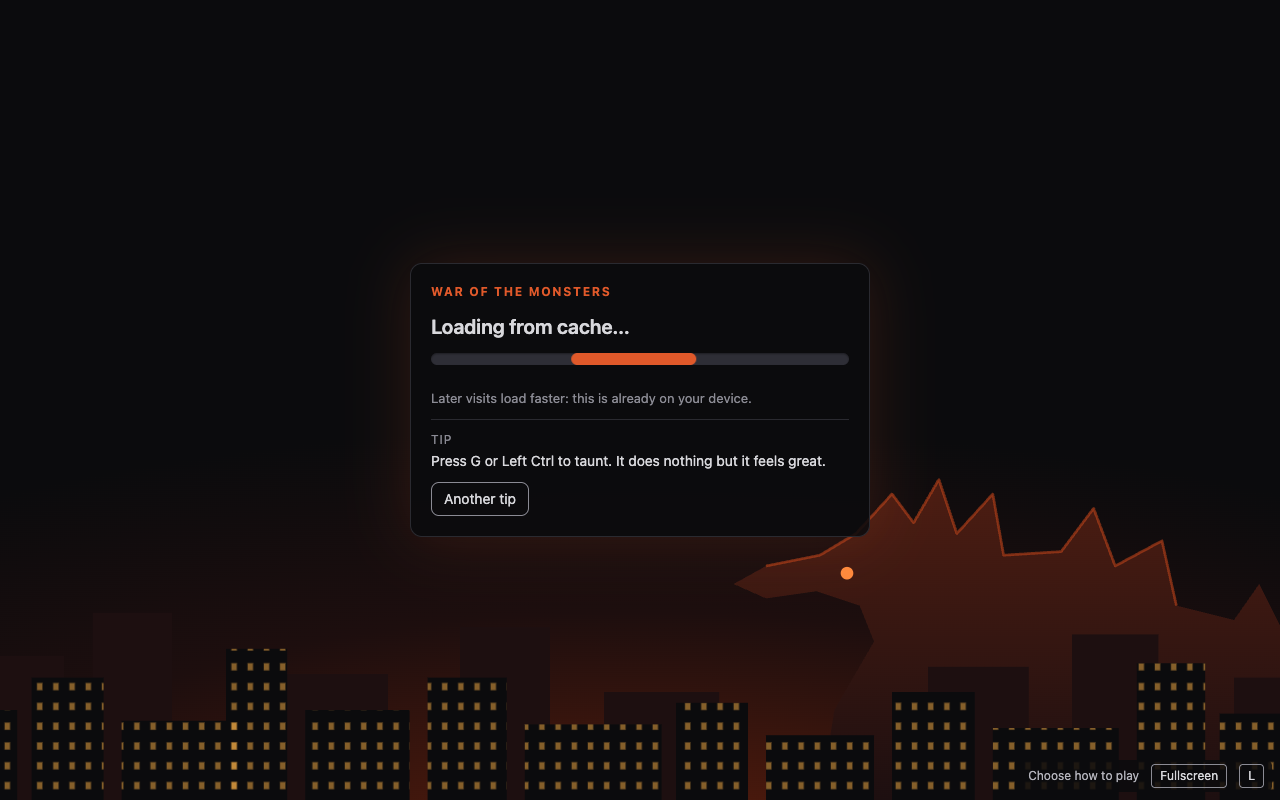 WAR OF THE MONSTERS
Loading from cache...
Later visits load faster: this is already on your device.
TIP
Press G or Left Ctrl to taunt. It does nothing but it feels great.
Another tip
Choose how to play Fullscreen L